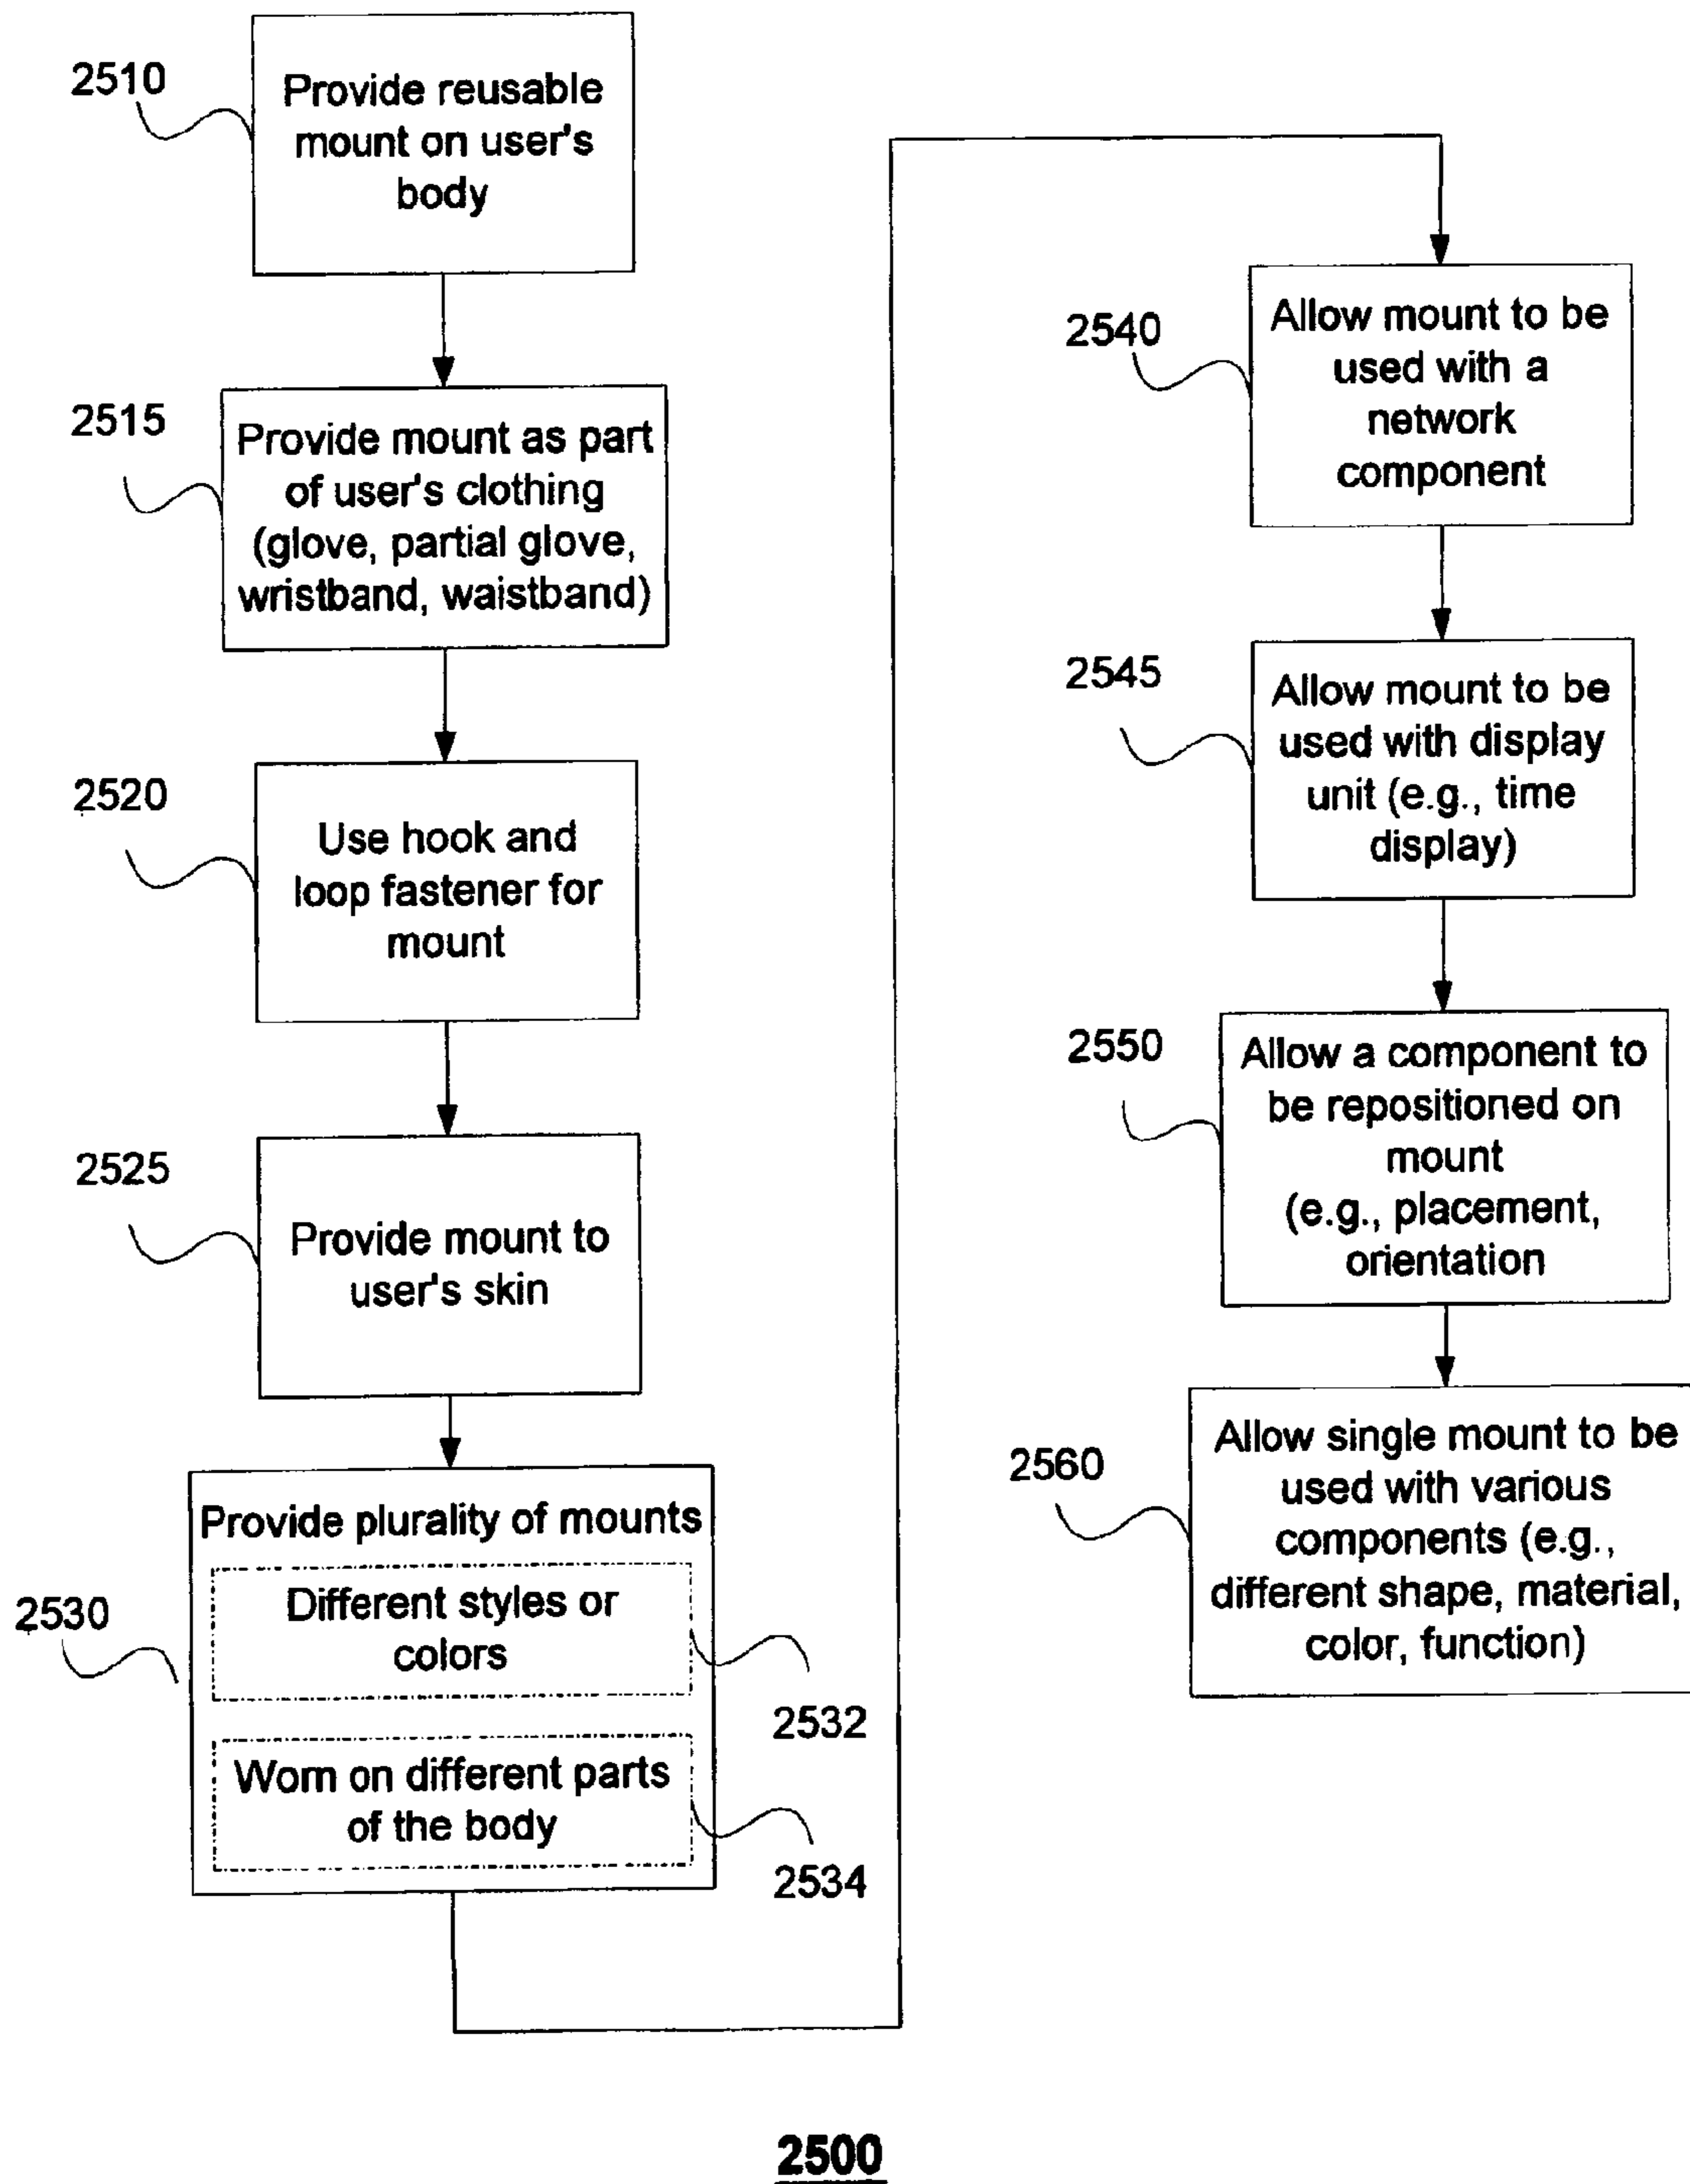 2510
Provide reusable
mount on user's
body
2515
Provide mount as part
of user's clothing
(glove, partial glove,
wristband, waistband)
2520
Use hook and
loop fastener for
mount
2525
Provide mount to
user's skin
2530
Provide plurality of mounts
Different styles or
colors
2532
Worn on different parts
of the body
2534
2540
Allow mount to be
used with a
network
component
2545
Allow mount to be
used with display
unit (e.g., time
display)
2550
Allow a component to
be repositioned on
mount
(e.g., placement,
orientation
2560
Allow single mount to be
used with various
components (e.g.,
different shape, material,
color, function)
2500